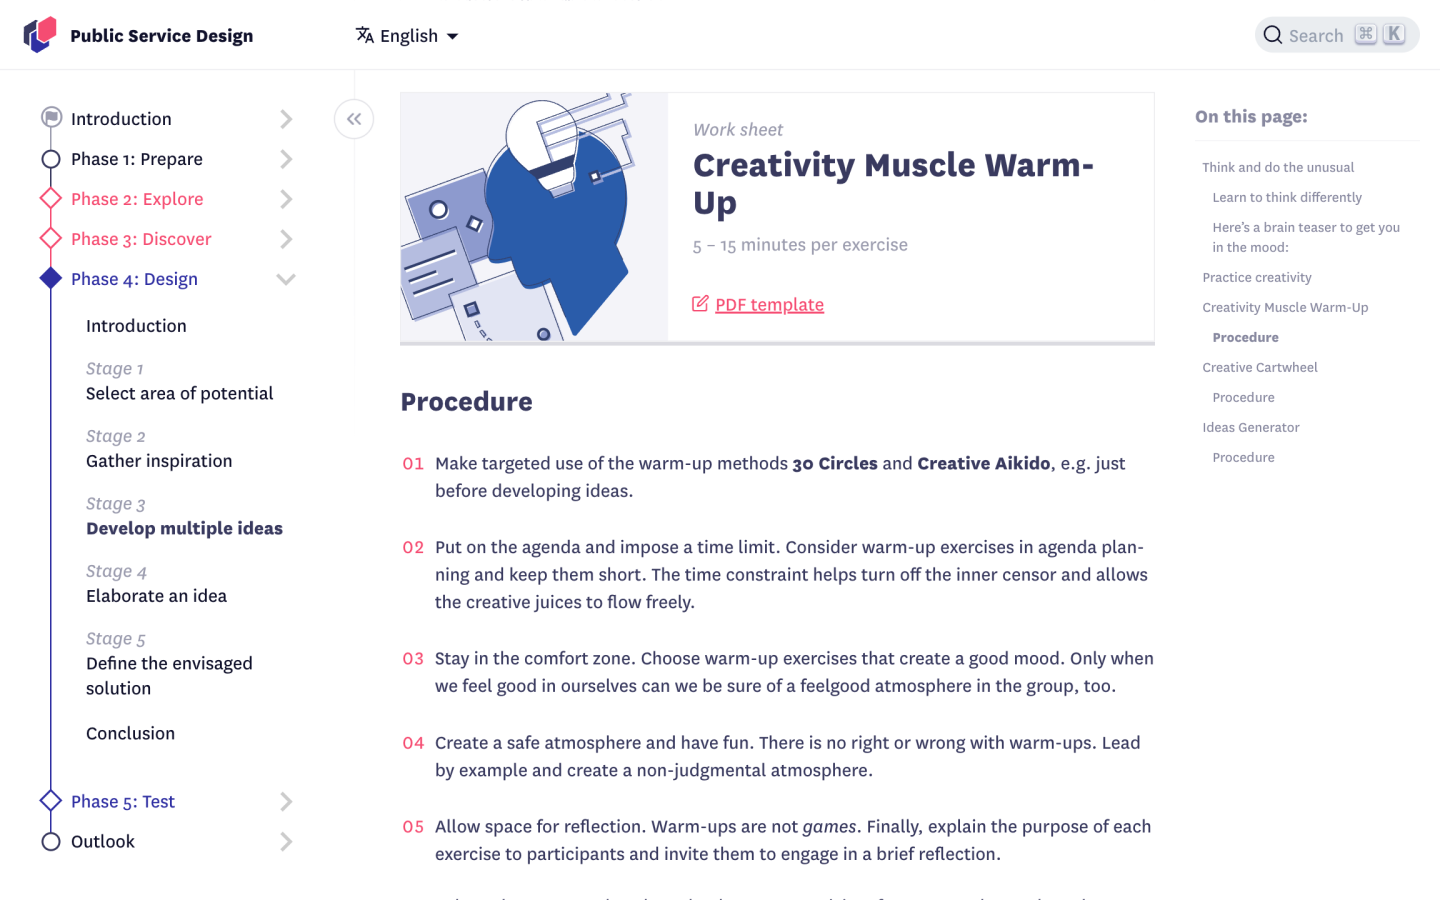 Public Service Design
English
Search ⌘ K
Introduction
Phase 1: Prepare
Phase 2: Explore
Phase 3: Discover
Phase 4: Design
Introduction
Stage 1
Select area of potential
Stage 2
Gather inspiration
Stage 3
Develop multiple ideas
Stage 4
Elaborate an idea
Stage 5
Define the envisaged
solution
Conclusion
Phase 5: Test
Outlook
Work sheet
Creativity Muscle Warm-
Up
5 – 15 minutes per exercise
PDF template
Procedure
01 Make targeted use of the warm-up methods 30 Circles and Creative Aikido, e.g. just
before developing ideas.
02 Put on the agenda and impose a time limit. Consider warm-up exercises in agenda plan-
ning and keep them short. The time constraint helps turn off the inner censor and allows
the creative juices to flow freely.
03 Stay in the comfort zone. Choose warm-up exercises that create a good mood. Only when
we feel good in ourselves can we be sure of a feelgood atmosphere in the group, too.
04 Create a safe atmosphere and have fun. There is no right or wrong with warm-ups. Lead
by example and create a non-judgmental atmosphere.
05 Allow space for reflection. Warm-ups are not games. Finally, explain the purpose of each
exercise to participants and invite them to engage in a brief reflection.
On this page:
Think and do the unusual
Learn to think differently
Here's a brain teaser to get you
in the mood:
Practice creativity
Creativity Muscle Warm-Up
Procedure
Creative Cartwheel
Procedure
Ideas Generator
Procedure